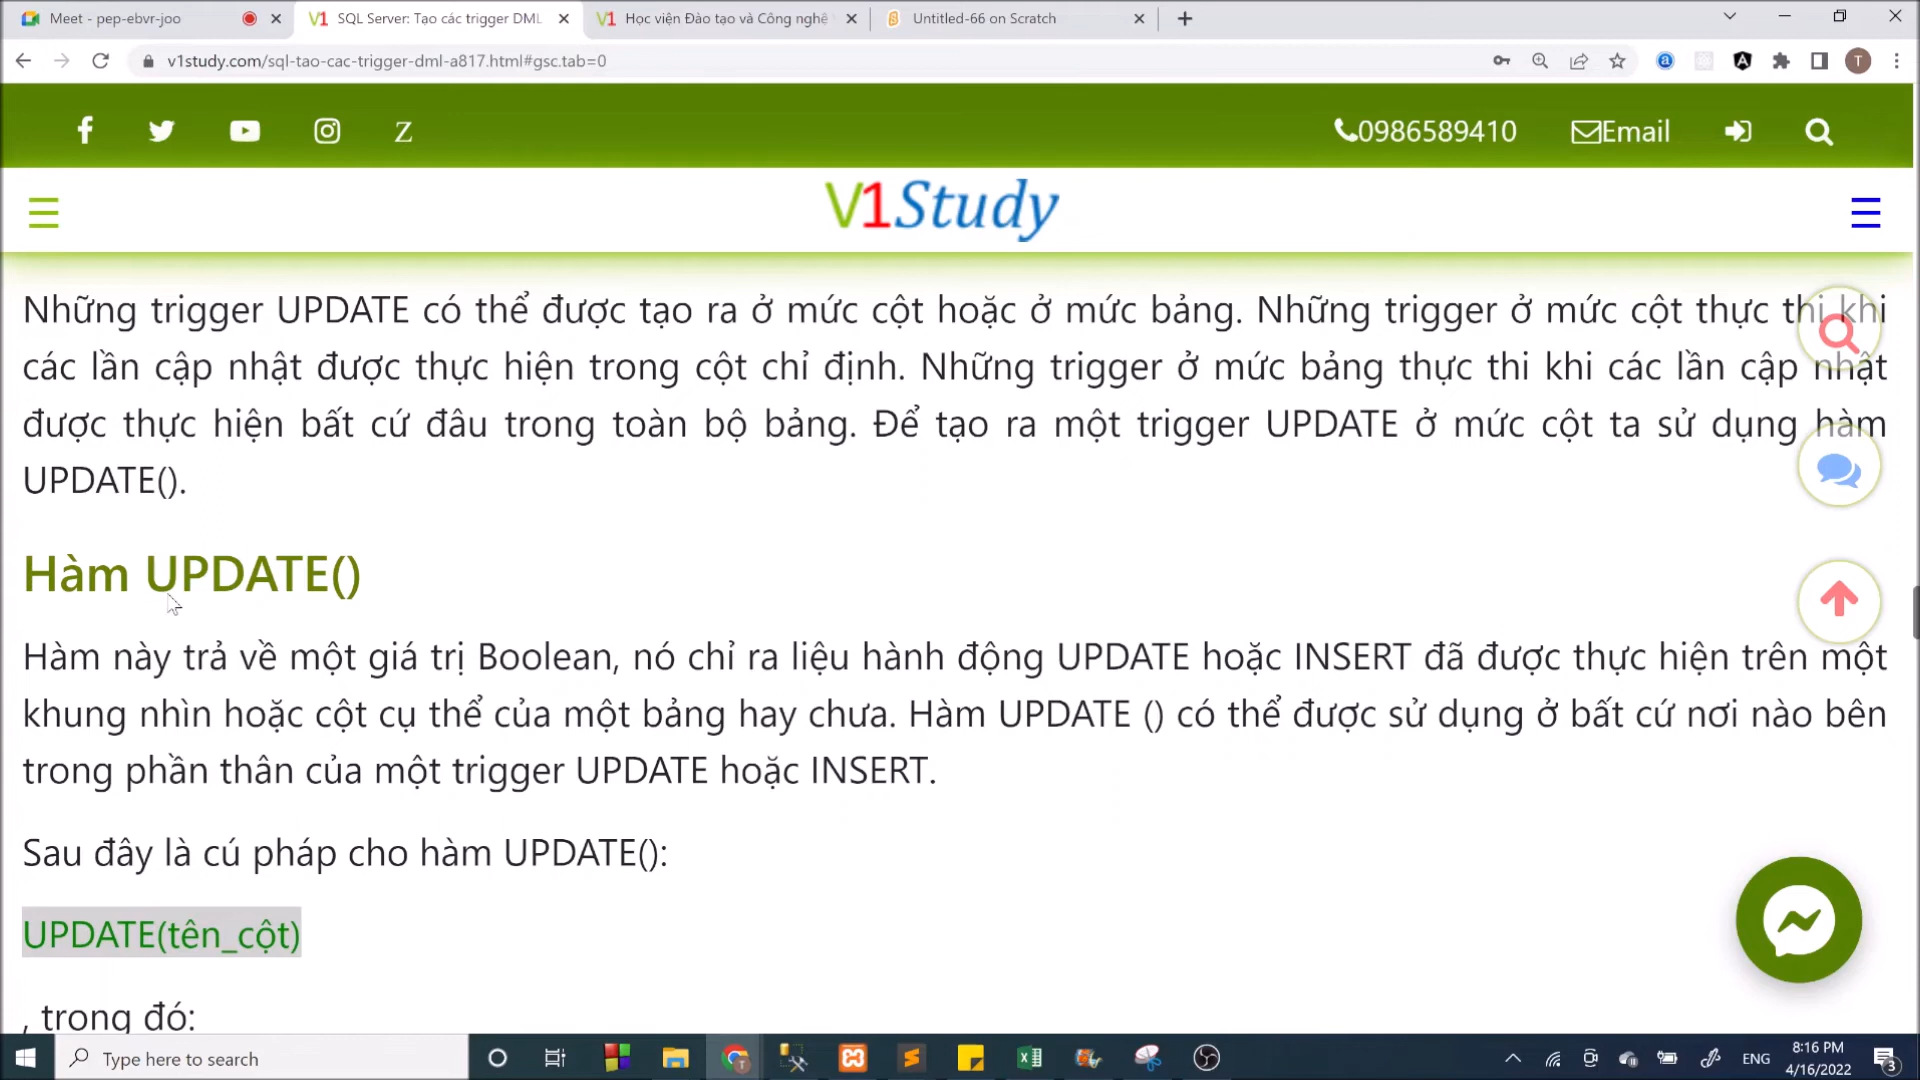 Meet - pep-ebvr-joo
SQL Server: Tạo các trigger DML
Học viện Đào tạo và Công nghệ
Untitled-66 on Scratch
v1study.com/sql-tao-cac-trigger-dml-a817.html#gsc.tab=0
T
0986589410
Email
V1Study
Những trigger UPDATE có thể được tạo ra ở mức cột hoặc ở mức bảng. Những trigger ở mức cột thực thi khi
các lần cập nhật được thực hiện trong cột chỉ định. Những trigger ở mức bảng thực thi khi các lần cập nhật
được thực hiện bất cứ đâu trong toàn bộ bảng. Để tạo ra một trigger UPDATE ở mức cột ta sử dụng hàm
UPDATE().
Hàm UPDATE()
Hàm này trả về một giá trị Boolean, nó chỉ ra liệu hành động UPDATE hoặc INSERT đã được thực hiện trên một
khung nhìn hoặc cột cụ thể của một bảng hay chưa. Hàm UPDATE () có thể được sử dụng ở bất cứ nơi nào bên
trong phần thân của một trigger UPDATE hoặc INSERT.
Sau đây là cú pháp cho hàm UPDATE():
UPDATE(tên_cột)
, trong đó:
Type here to search
ENG
8:16 PM
4/16/2022
3